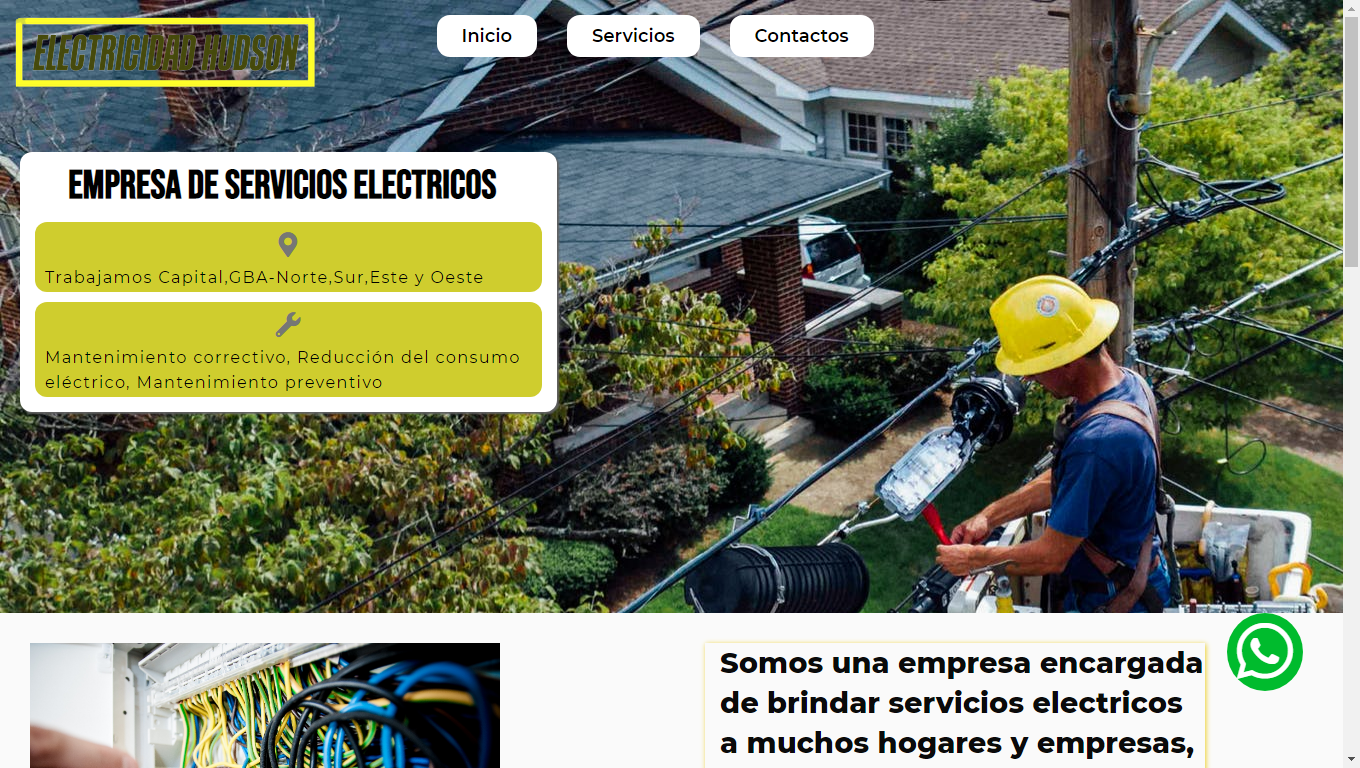 ELECTRICIDAD HUDSON
Inicio
Servicios
Contactos
EMPRESA DE SERVICIOS ELECTRICOS
Trabajamos Capital,GBA-Norte,Sur,Este y Oeste
Mantenimiento correctivo, Reducción del consumo
eléctrico, Mantenimiento preventivo
Somos una empresa encargada
de brindar servicios electricos
a muchos hogares y empresas,